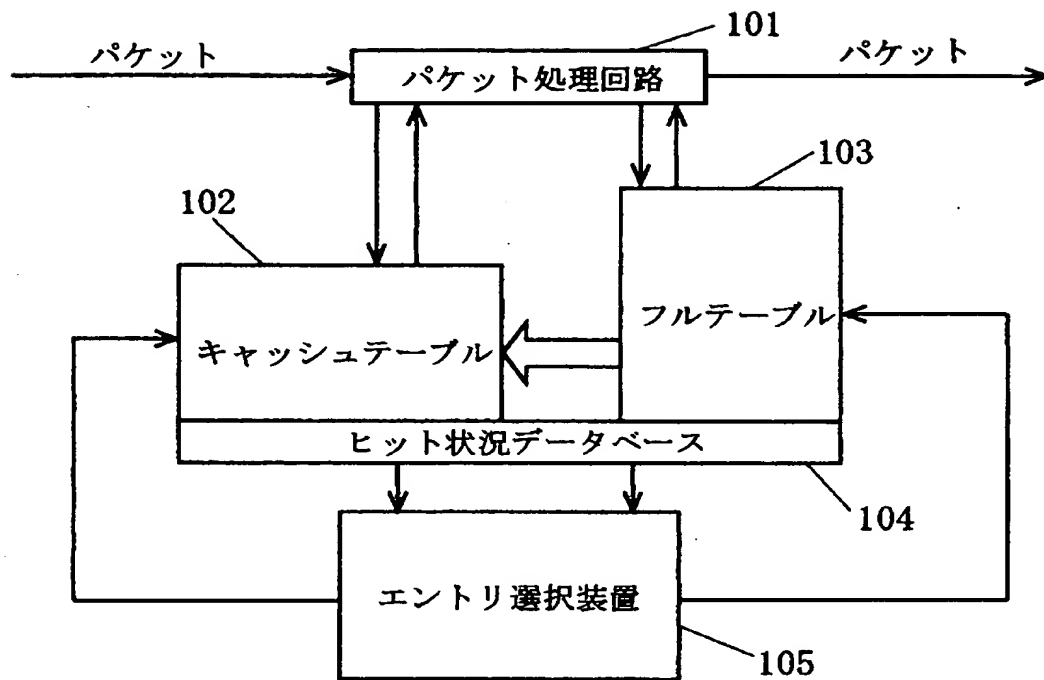 101
パケット
パケット処理回路
パケット
103
102
フルテーブル
キャッシュテーブル
ヒット状況データベース
104
エントリ選択装置
105